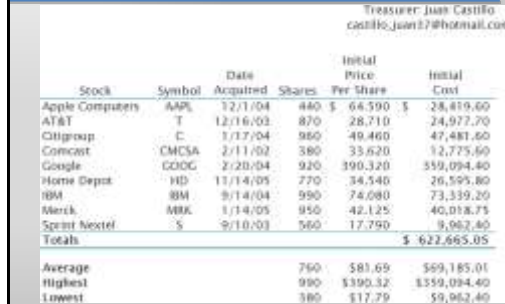 Treasurer: Juan Castillo
castillo_juan37@hotmail.com
Initial
Date Price Initial
Stock Symbol Acquired Shares Per Share Cost
Apple Computers AAPL 12/1/04 440 $ 64.590 $ 28,419.60
AT&T T 12/16/03 870 28.710 24,977.70
Citigroup C 1/17/04 960 49.460 47,481.60
Comcast CMCSA 2/11/02 380 33.620 12,775.60
Google GOOG 2/20/04 920 390.320 359,094.40
Home Depot HD 11/14/05 770 34.540 26,595.80
IBM IBM 9/14/04 990 74.080 73,339.20
Merck MRK 1/14/05 950 42.125 40,018.75
Sprint Nextel S 9/10/03 560 17.790 9,962.40
Totals $ 622,665.05
Average 760 $81.69 $69,185.01
Highest 990 $390.32 $359,094.40
Lowest 380 $17.79 $9,962.40